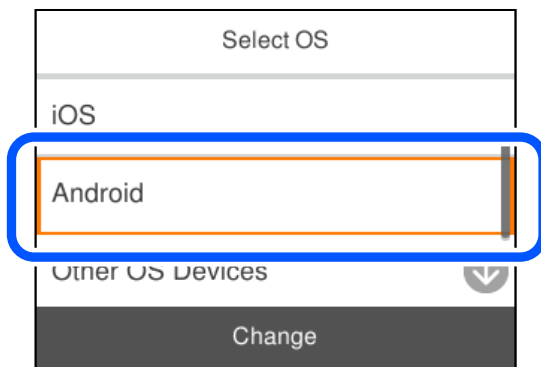 Select OS
iOS
Android
Other OS Devices
Change